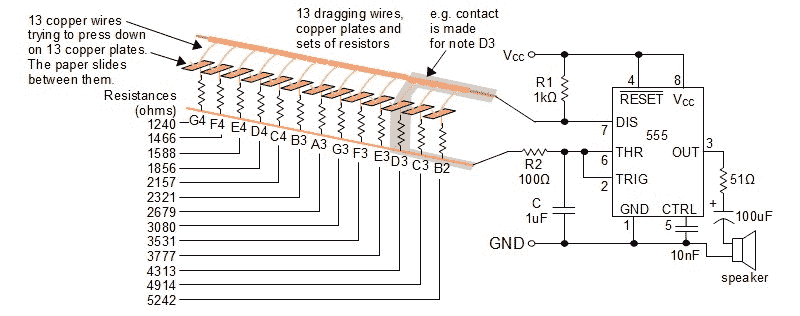 13 copper wires
trying to press down
on 13 copper plates.
The paper slides
between them.
13 dragging wires,
copper plates and
sets of resistors
e.g. contact
is made
for note D3
Resistances
(ohms)
1240
1466
1588
1856
2157
2321
2679
3080
3531
3777
4313
4914
5242
G4 F4 E4 D4 C4 B3 A3 G3 F3 E3 D3 C3 B2
Vcc
R1
1kΩ
R2
100Ω
C
1uF
GND
4
8
RESET
Vcc
7
DIS
555
6
THR
OUT
3
2
TRIG
GND
CTRL
1
5
10nF
51Ω
+
100uF
speaker